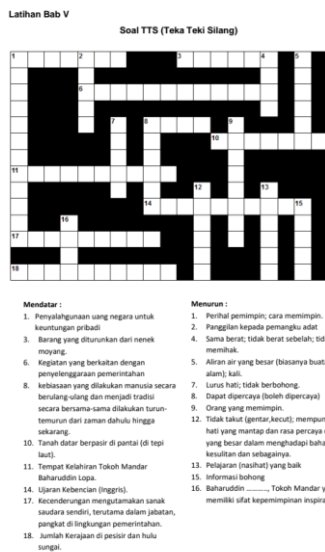 Latihan Bab V
Soal TTS (Teka Teki Silang)
1 2 3 4 5
6
7 8 9
10
11
12 13
14 15
16
17
18
Mendatar :
1. Penyalahgunaan uang negara untuk
keuntungan pribadi
3. Barang yang diturunkan dari nenek
moyang.
6. Kegiatan yang berkaitan dengan
penyelenggaraan pemerintahan
8. kebiasaan yang dilakukan manusia secara
berulang-ulang dan menjadi tradisi
secara bersama-sama dilakukan turun-
temurun dari zaman dahulu hingga
sekarang.
10. Tanah datar berpasir di pantai (di tepi
laut).
11. Tempat Kelahiran Tokoh Mandar
Baharuddin Lopa.
14. Ujaran Kebencian (Inggris).
17. Kecenderungan mengutamakan sanak
saudara sendiri, terutama dalam jabatan,
pangkat di lingkungan pemerintahan.
18. Jumlah Kerajaan di pesisir dan hulu
sungai.
Menurun :
1. Perihal pemimpin; cara memimpin.
2. Panggilan kepada pemangku adat
4. Sama berat; tidak berat sebelah; tid
memihak.
5. Aliran air yang besar (biasanya buat
alam); kali.
7. Lurus hati; tidak berbohong.
8. Dapat dipercaya (boleh dipercaya)
9. Orang yang memimpin.
12. Tidak takut (gentar,kecut); mempun
hati yang mantap dan rasa percaya
yang besar dalam menghadapi baha
kesulitan dan sebagainya.
13. Pelajaran (nasihat) yang baik
15. Informasi bohong
16. Baharuddin ..........., Tokoh Mandar y
memiliki sifat kepemimpinan inspira